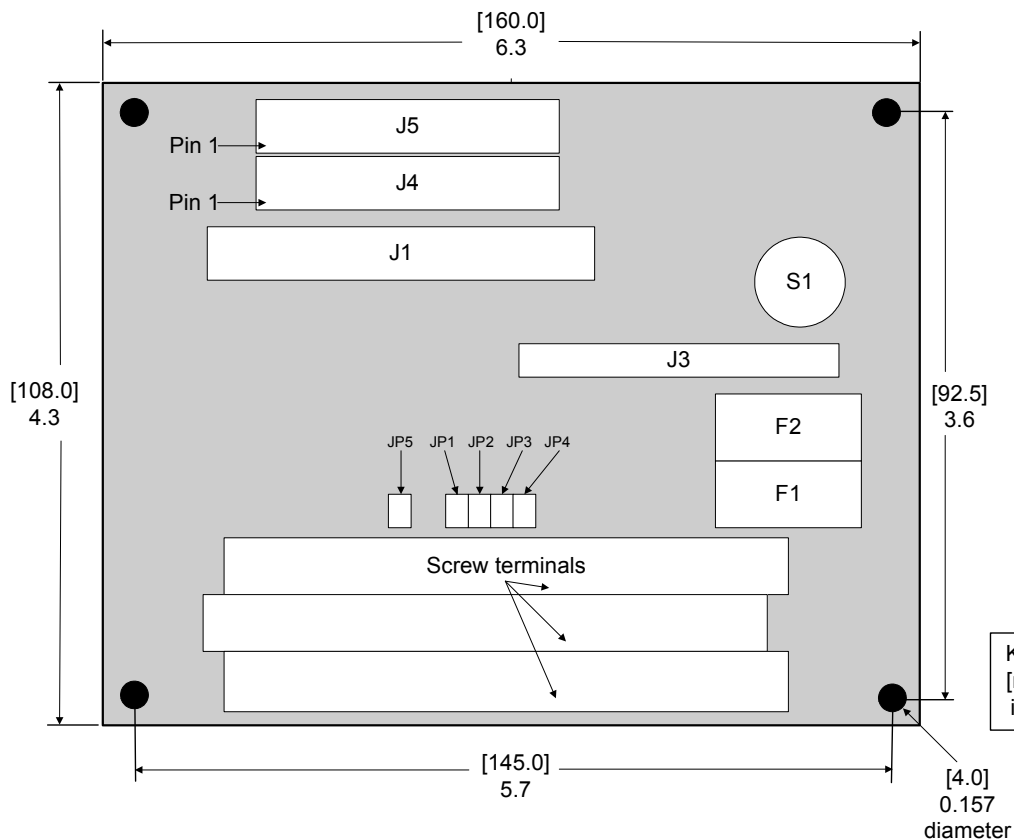 [160.0]
6.3
J5
Pin 1
J4
Pin 1
J1
S1
J3
[108.0]
4.3
[92.5]
3.6
F2
JP5 JP1 JP2 JP3 JP4
F1
Screw terminals
[145.0]
5.7
[4.0]
0.157
diameter